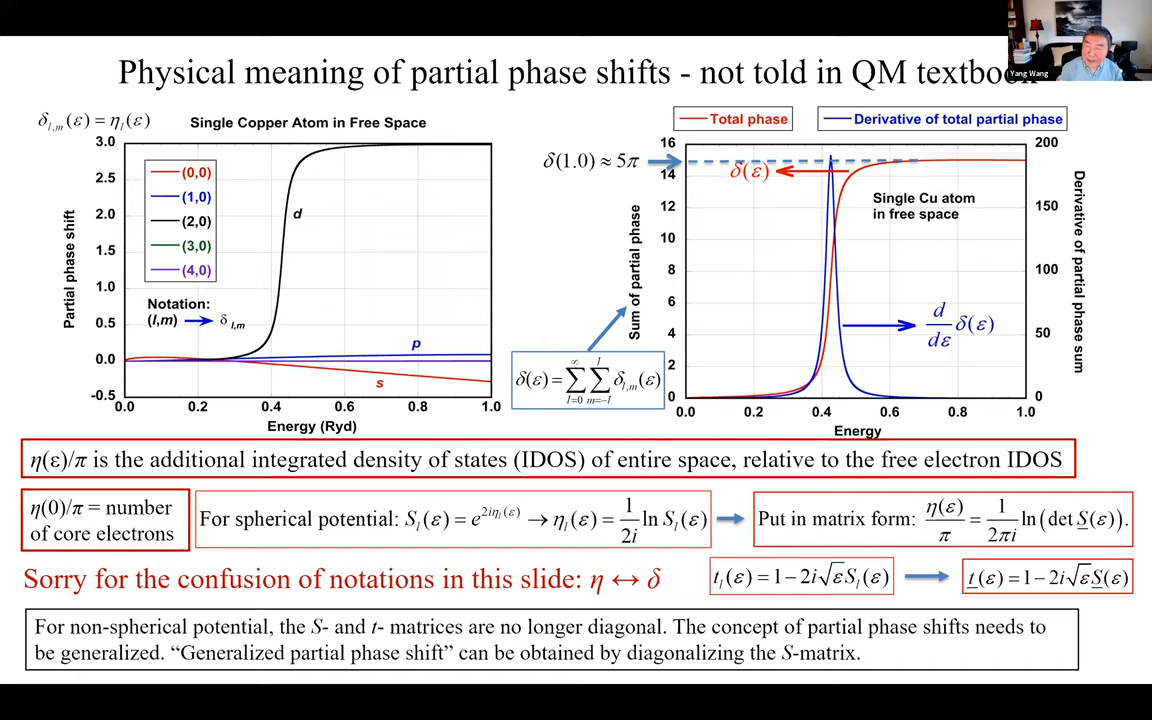 Yang Wang
Physical meaning of partial phase shifts - not told in QM textbook
δ_{l,m}(ε) = η_l(ε)
Single Copper Atom in Free Space
3.0
2.5
2.0
1.5
1.0
0.5
0.0
-0.5
Partial phase shift
(0,0)
(1,0)
(2,0)
(3,0)
(4,0)
Notation:
(l,m) → δ_{l,m}
d
p
s
0.0 0.2 0.4 0.6 0.8 1.0
Energy (Ryd)
Total phase
Derivative of total partial phase
δ(1.0) ≈ 5π
16
14
12
10
8
6
4
2
0
Sum of partial phase
δ(ε)
Single Cu atom
in free space
d/dε δ(ε)
200
150
100
50
0
Derivative of partial phase sum
0.0 0.2 0.4 0.6 0.8 1.0
Energy
δ(ε) = ∑_{l=0}^{∞} ∑_{m=-l}^{l} δ_{l,m}(ε)
η(ε)/π is the additional integrated density of states (IDOS) of entire space, relative to the free electron IDOS
η(0)/π = number
of core electrons
For spherical potential: S_l(ε) = e^{2iη_l(ε)} → η_l(ε) = 1/2i ln S_l(ε)
Put in matrix form: η(ε)/π = 1/2πi ln(det S(ε)).
Sorry for the confusion of notations in this slide: η ↔ δ
t_l(ε) = 1 − 2i√ε S_l(ε)
t(ε) = 1 − 2i√ε S(ε)
For non-spherical potential, the S- and t- matrices are no longer diagonal. The concept of partial phase shifts needs to
be generalized. “Generalized partial phase shift” can be obtained by diagonalizing the S-matrix.